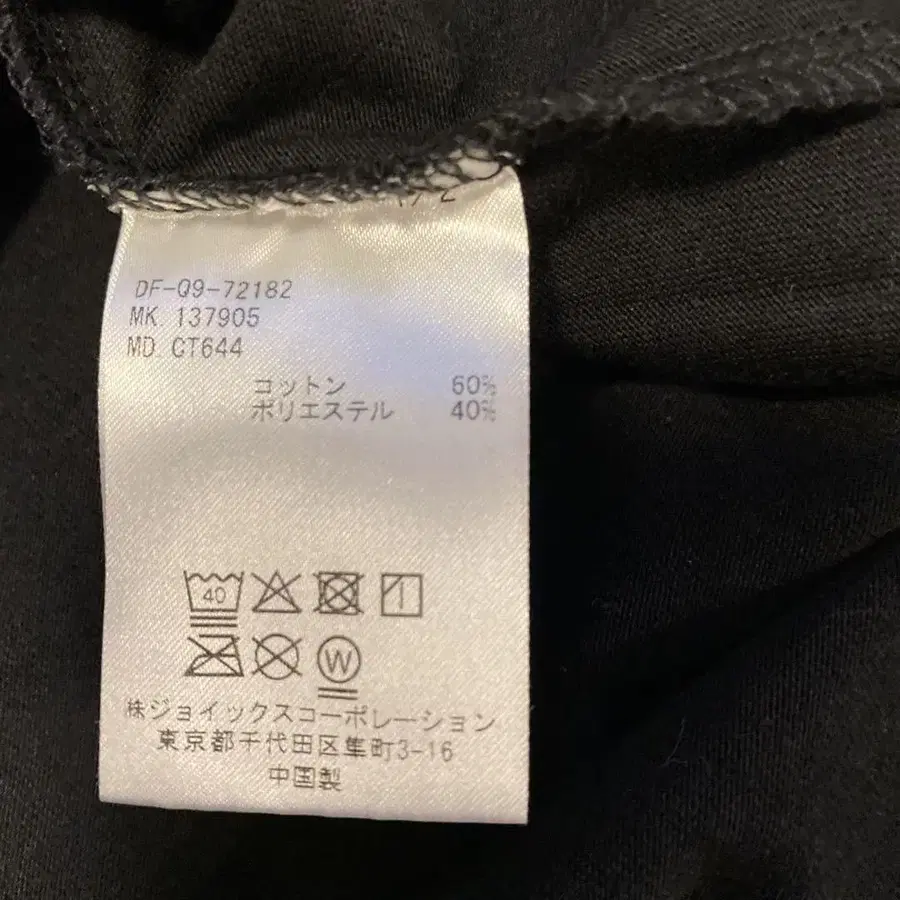 DF-Q9-72182
MK 137905
MD CT644
コットン 60%
ポリエステル 40%
40
W
㈱ジョイックスコーポレーション
東京都千代田区隼町3-16
中国製